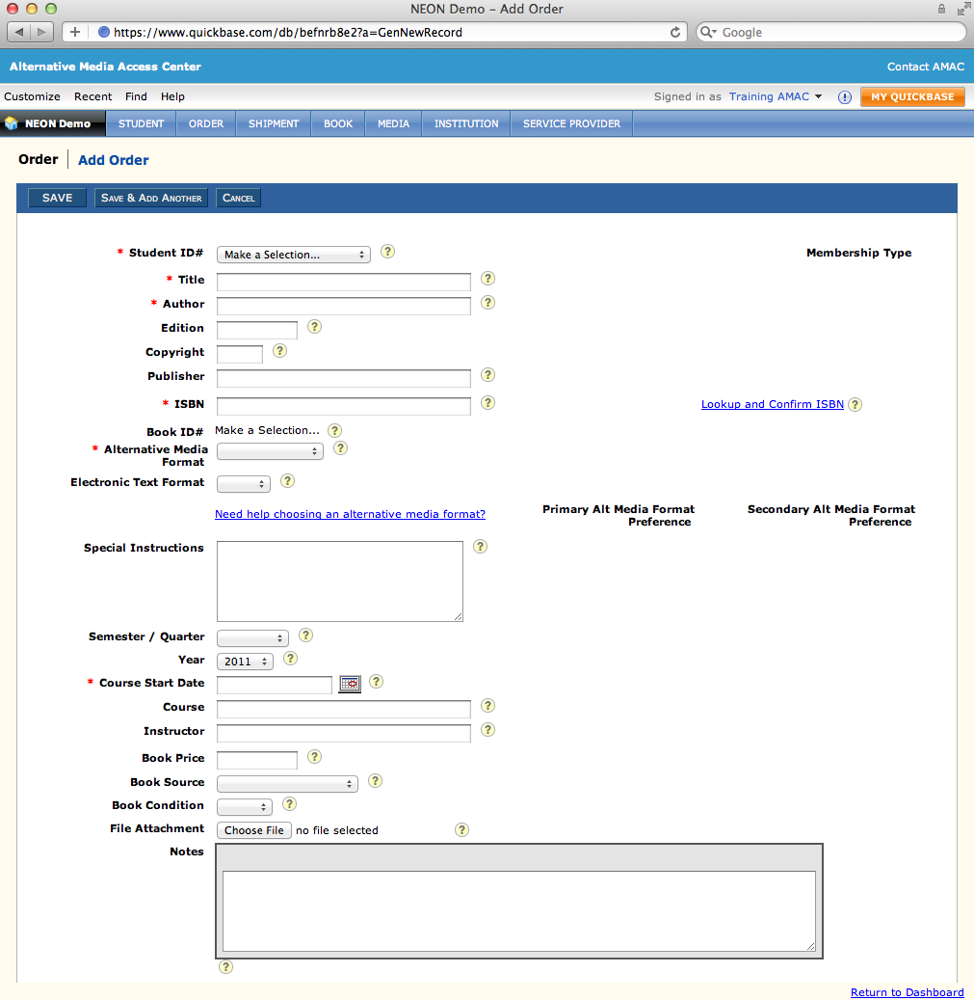 NEON Demo – Add Order
https://www.quickbase.com/db/befnrb8e2?a=GenNewRecord
Google
Alternative Media Access Center
Contact AMAC
Customize Recent Find Help
Signed in as Training AMAC
MY QUICKBASE
NEON Demo STUDENT ORDER SHIPMENT BOOK MEDIA INSTITUTION SERVICE PROVIDER
Order | Add Order
SAVE SAVE & ADD ANOTHER CANCEL
* Student ID# Make a Selection... ? Membership Type
* Title ?
* Author ?
Edition ?
Copyright ?
Publisher ?
* ISBN ? Lookup and Confirm ISBN ?
Book ID# Make a Selection... ?
* Alternative Media ?
Format
Electronic Text Format ?
Need help choosing an alternative media format? Primary Alt Media Format Secondary Alt Media Format
Preference Preference
Special Instructions ?
Semester / Quarter ?
Year 2011 ?
* Course Start Date ?
Course ?
Instructor ?
Book Price ?
Book Source ?
Book Condition ?
File Attachment Choose File no file selected ?
Notes
?
Return to Dashboard